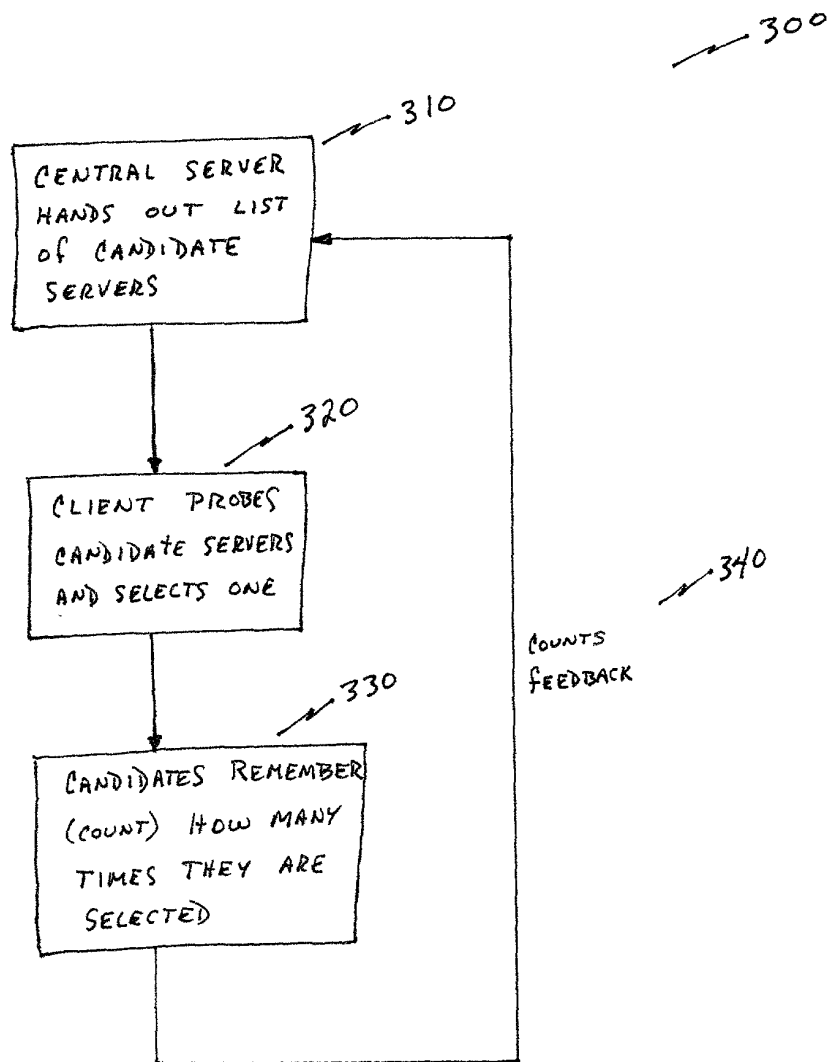 300
310
CENTRAL SERVER
HANDS OUT LIST
of CANDIDATE
SERVERS
320
CLIENT PROBES
CANDIDATE SERVERS
AND SELECTS ONE
340
COUNTS
FEEDBACK
330
CANDIDATES REMEMBER
(COUNT) HOW MANY
TIMES THEY ARE
SELECTED